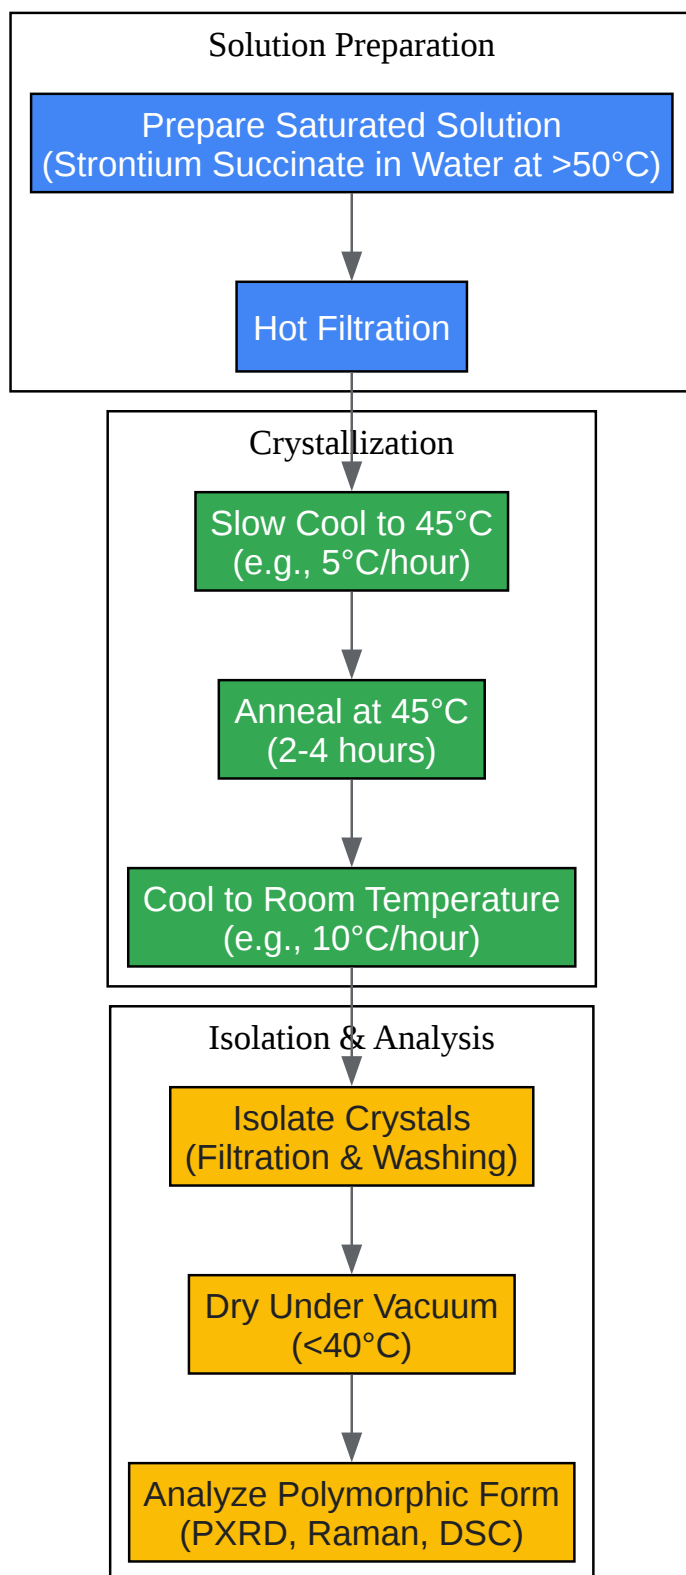 Solution Preparation
Prepare Saturated Solution
(Strontium Succinate in Water at >50°C)
Hot Filtration
Crystallization
Slow Cool to 45°C
(e.g., 5°C/hour)
Anneal at 45°C
(2-4 hours)
Cool to Room Temperature
(e.g., 10°C/hour)
Isolation & Analysis
Isolate Crystals
(Filtration & Washing)
Dry Under Vacuum
(<40°C)
Analyze Polymorphic Form
(PXRD, Raman, DSC)